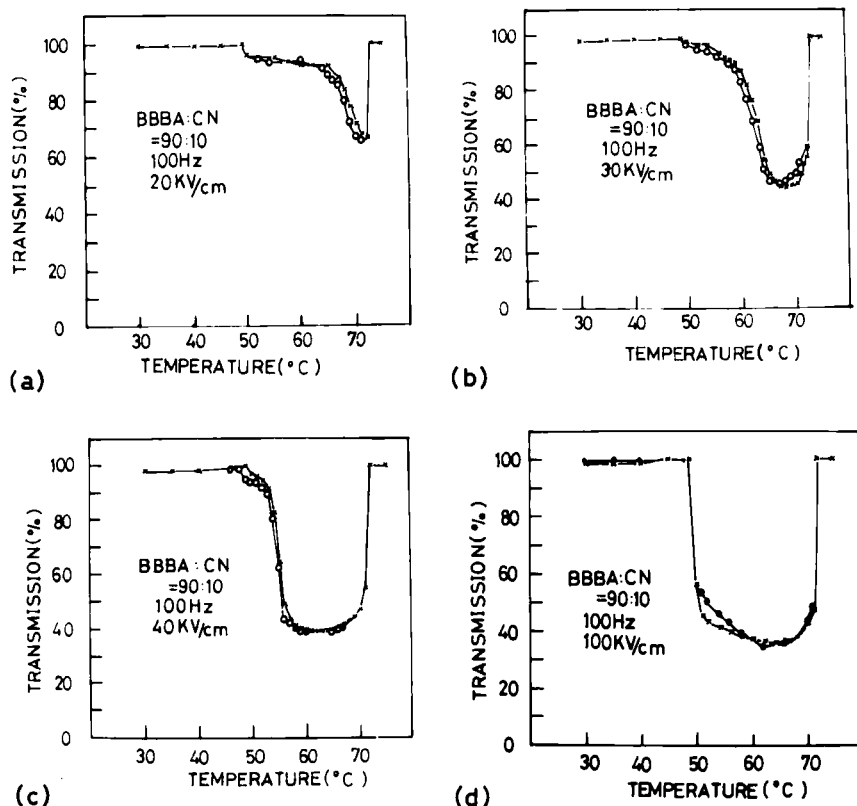 TRANSMISSION(%)
100
80
60
40
20
0
BBBA:CN
=90:10
100Hz
20KV/cm
30 40 50 60 70
TEMPERATURE(°C)
(a)
TRANSMISSION(%)
100
80
60
40
20
0
BBBA:CN
=90:10
100Hz
30KV/cm
30 40 50 60 70
TEMPERATURE(°C)
(b)
TRANSMISSION(%)
100
80
60
40
20
0
BBBA:CN
=90:10
100Hz
40KV/cm
30 40 50 60 70
TEMPERATURE(°C)
(c)
TRANSMISSION(%)
100
80
60
40
20
0
BBBA:CN
=90:10
100Hz
100KV/cm
30 40 50 60 70
TEMPERATURE(°C)
(d)